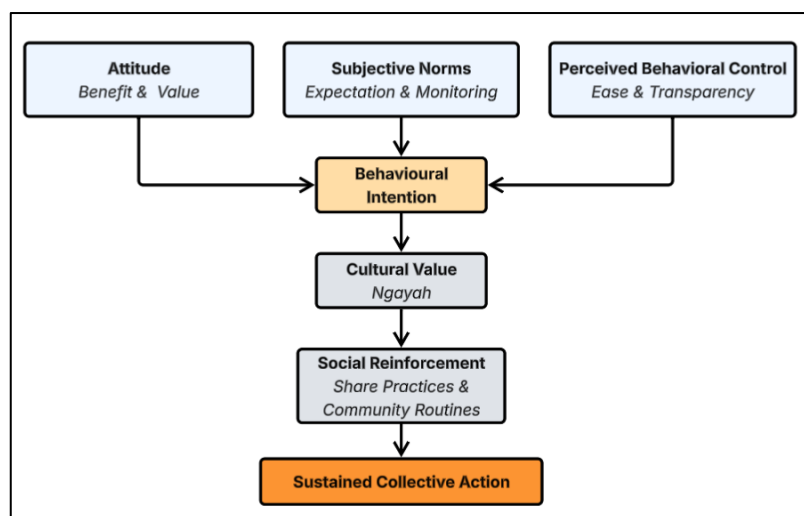 Attitude
Benefit & Value
Subjective Norms
Expectation & Monitoring
Perceived Behavioral Control
Ease & Transparency
Behavioural
Intention
Cultural Value
Ngayah
Social Reinforcement
Share Practices &
Community Routines
Sustained Collective Action